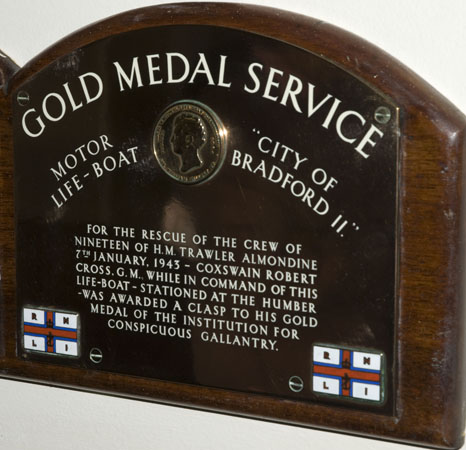 GOLD MEDAL SERVICE
MOTOR
LIFE-BOAT
"CITY OF
BRADFORD II."
FOR THE RESCUE OF THE CREW OF
NINETEEN OF H.M. TRAWLER ALMONDINE
7TH JANUARY, 1943 - COXSWAIN ROBERT
CROSS, G.M., WHILE IN COMMAND OF THIS
LIFE-BOAT - STATIONED AT THE HUMBER
-WAS AWARDED A CLASP TO HIS GOLD
MEDAL OF THE INSTITUTION FOR
CONSPICUOUS GALLANTRY.
R N
L I
R N
L I